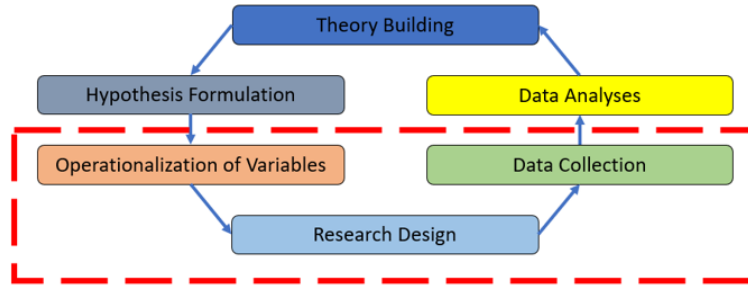 Theory Building
Hypothesis Formulation
Data Analyses
Operationalization of Variables
Data Collection
Research Design